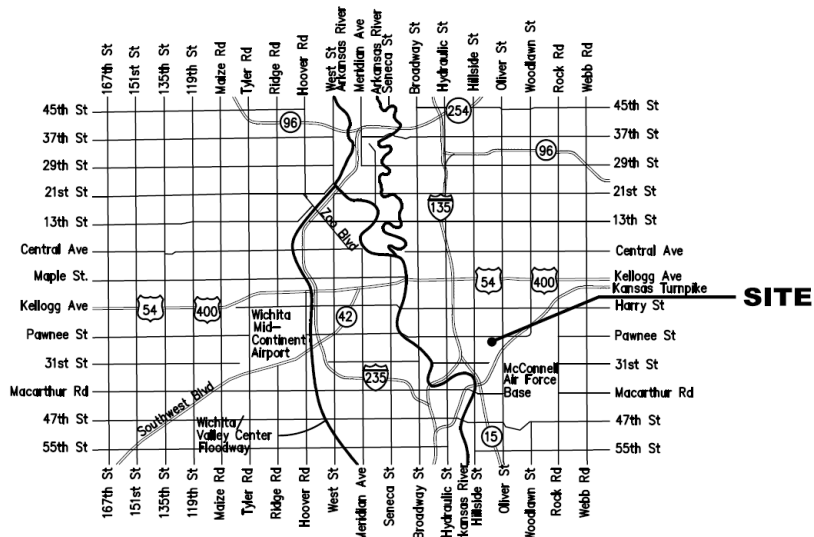 167th St
151st St
135th St
119th St
Maize Rd
Tyler Rd
Ridge Rd
Hoover Rd
West St
Arkansas River
Meridian Ave
Arkansas River
Seneca St
Broadway St
Hydraulic St
Hillside St
Oliver St
Woodlawn St
Rock Rd
Webb Rd
45th St
96
254
45th St
37th St
37th St
29th St
96
29th St
21st St
135
21st St
13th St
Zoo Blvd
13th St
Central Ave
Central Ave
Maple St.
54
400
Kellogg Ave
Kansas Turnpike
SITE
Kellogg Ave
54
400
Wichita
Mid-
Continent
Airport
42
Harry St
Pawnee St
Pawnee St
31st St
235
McConnell
Air Force
Base
31st St
Macarthur Rd
Macarthur Rd
Southwest Blvd
47th St
Wichita/
Valley Center
Floodway
47th St
55th St
15
55th St
167th St
151st St
135th St
119th St
Maize Rd
Tyler Rd
Ridge Rd
Hoover Rd
West St
Meridian Ave
Seneca St
Broadway St
Hydraulic St
Arkansas River
Hillside St
Oliver St
Woodlawn St
Rock Rd
Webb Rd